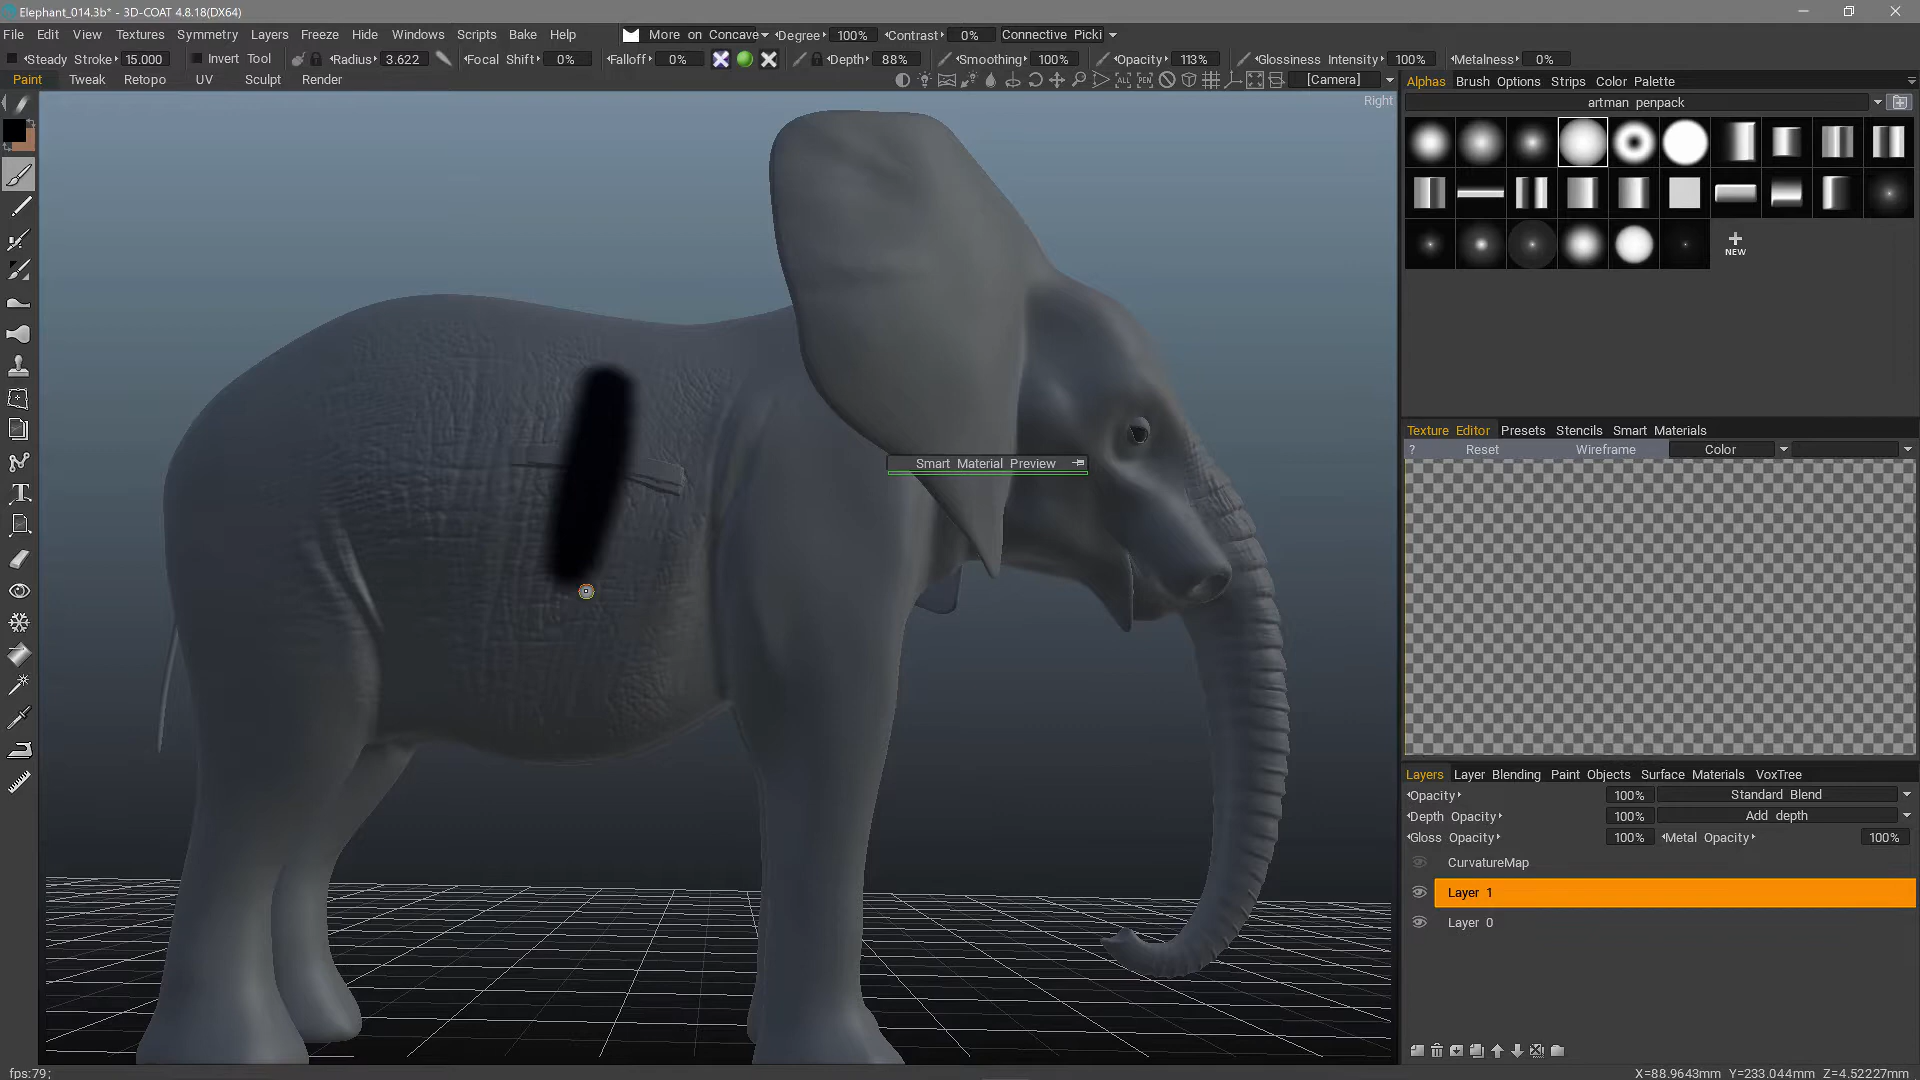 Elephant_014.3b* - 3D-COAT 4.8.18(DX64)
File Edit View Textures Symmetry Layers Freeze Hide Windows Scripts Bake Help More on Concave Degree 100% Contrast 0% Connective Picki
Steady Stroke 15.000 Invert Tool Radius 3.622 Focal Shift 0% Falloff 0% Depth 88% Smoothing 100% Opacity 113% Glossiness Intensity 100% Metalness 0%
Paint Tweak Retopo UV Sculpt Render ALL PEN [Camera]
Alphas Brush Options Strips Color Palette
Right
artman penpack
NEW
Texture Editor Presets Stencils Smart Materials
? Reset Wireframe Color
Smart Material Preview
Layers Layer Blending Paint Objects Surface Materials VoxTree
Opacity 100% Standard Blend
Depth Opacity 100% Add depth
Gloss Opacity 100% Metal Opacity 100%
CurvatureMap
Layer 1
Layer 0
fps:79;
X=88.9643mm Y=233.044mm Z=4.52227mm